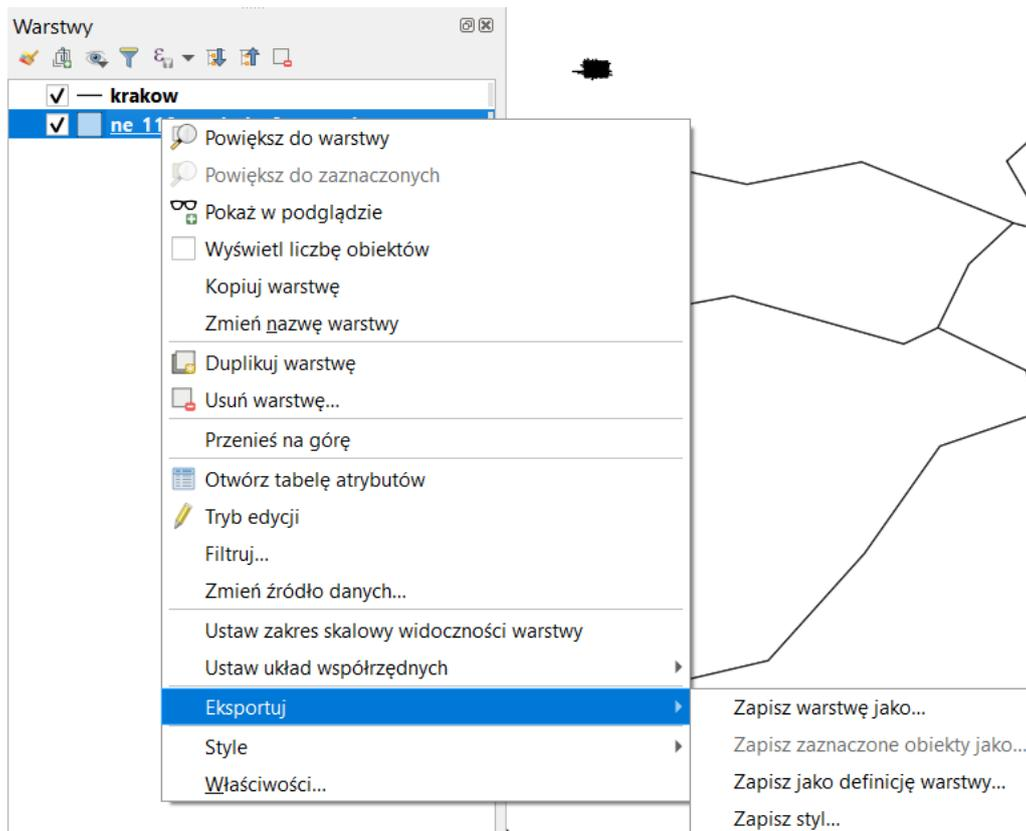 Warstwy
krakow
ne_11
Powiększ do warstwy
Powiększ do zaznaczonych
Pokaż w podglądzie
Wyświetl liczbę obiektów
Kopiuj warstwę
Zmień nazwę warstwy
Duplikuj warstwę
Usuń warstwę...
Przenieś na górę
Otwórz tabelę atrybutów
Tryb edycji
Filtruj...
Zmień źródło danych...
Ustaw zakres skalowy widoczności warstwy
Ustaw układ współrzędnych
Eksportuj
Style
Właściwości...
Zapisz warstwę jako...
Zapisz zaznaczone obiekty jako...
Zapisz jako definicję warstwy...
Zapisz styl...